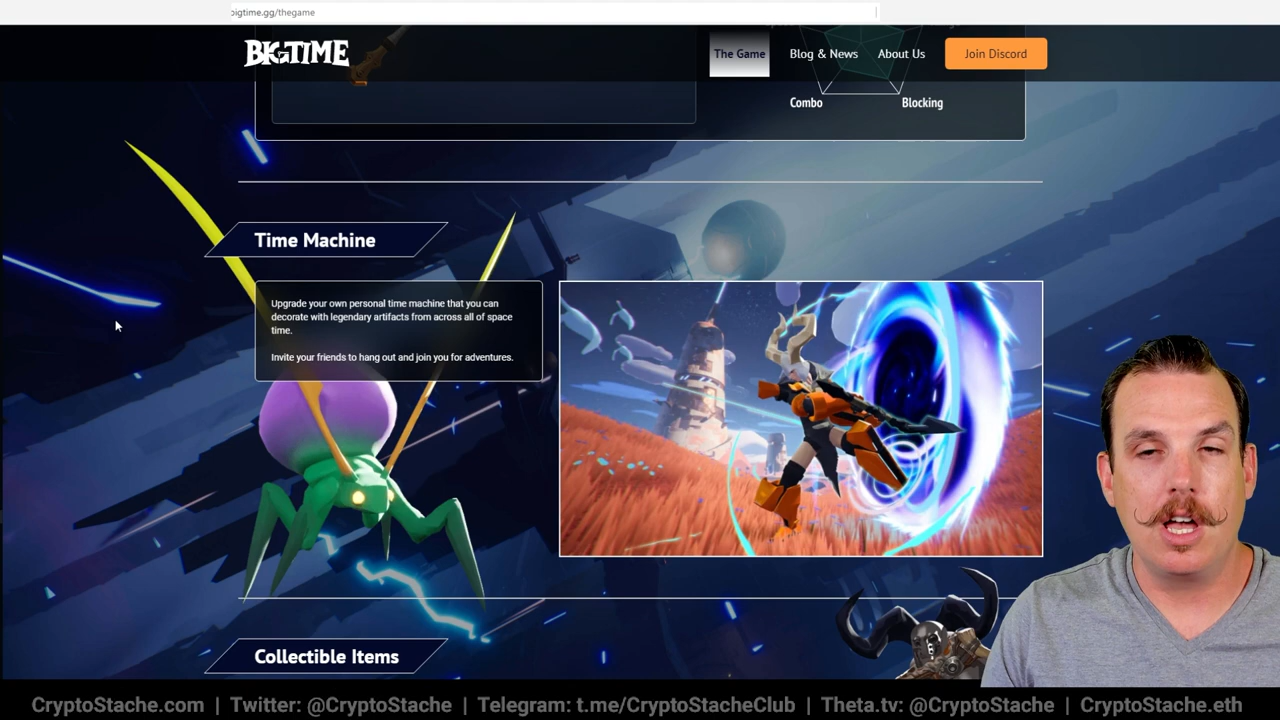 bigtime.gg/thegame
BIGTIME
The Game
Blog & News
About Us
Join Discord
Combo
Blocking
Time Machine
Upgrade your own personal time machine that you can
decorate with legendary artifacts from across all of space
time.
Invite your friends to hang out and join you for adventures.
Collectible Items
CryptoStache.com | Twitter: @CryptoStache | Telegram: t.me/CryptoStacheClub | Theta.tv: @CryptoStache | CryptoStache.eth